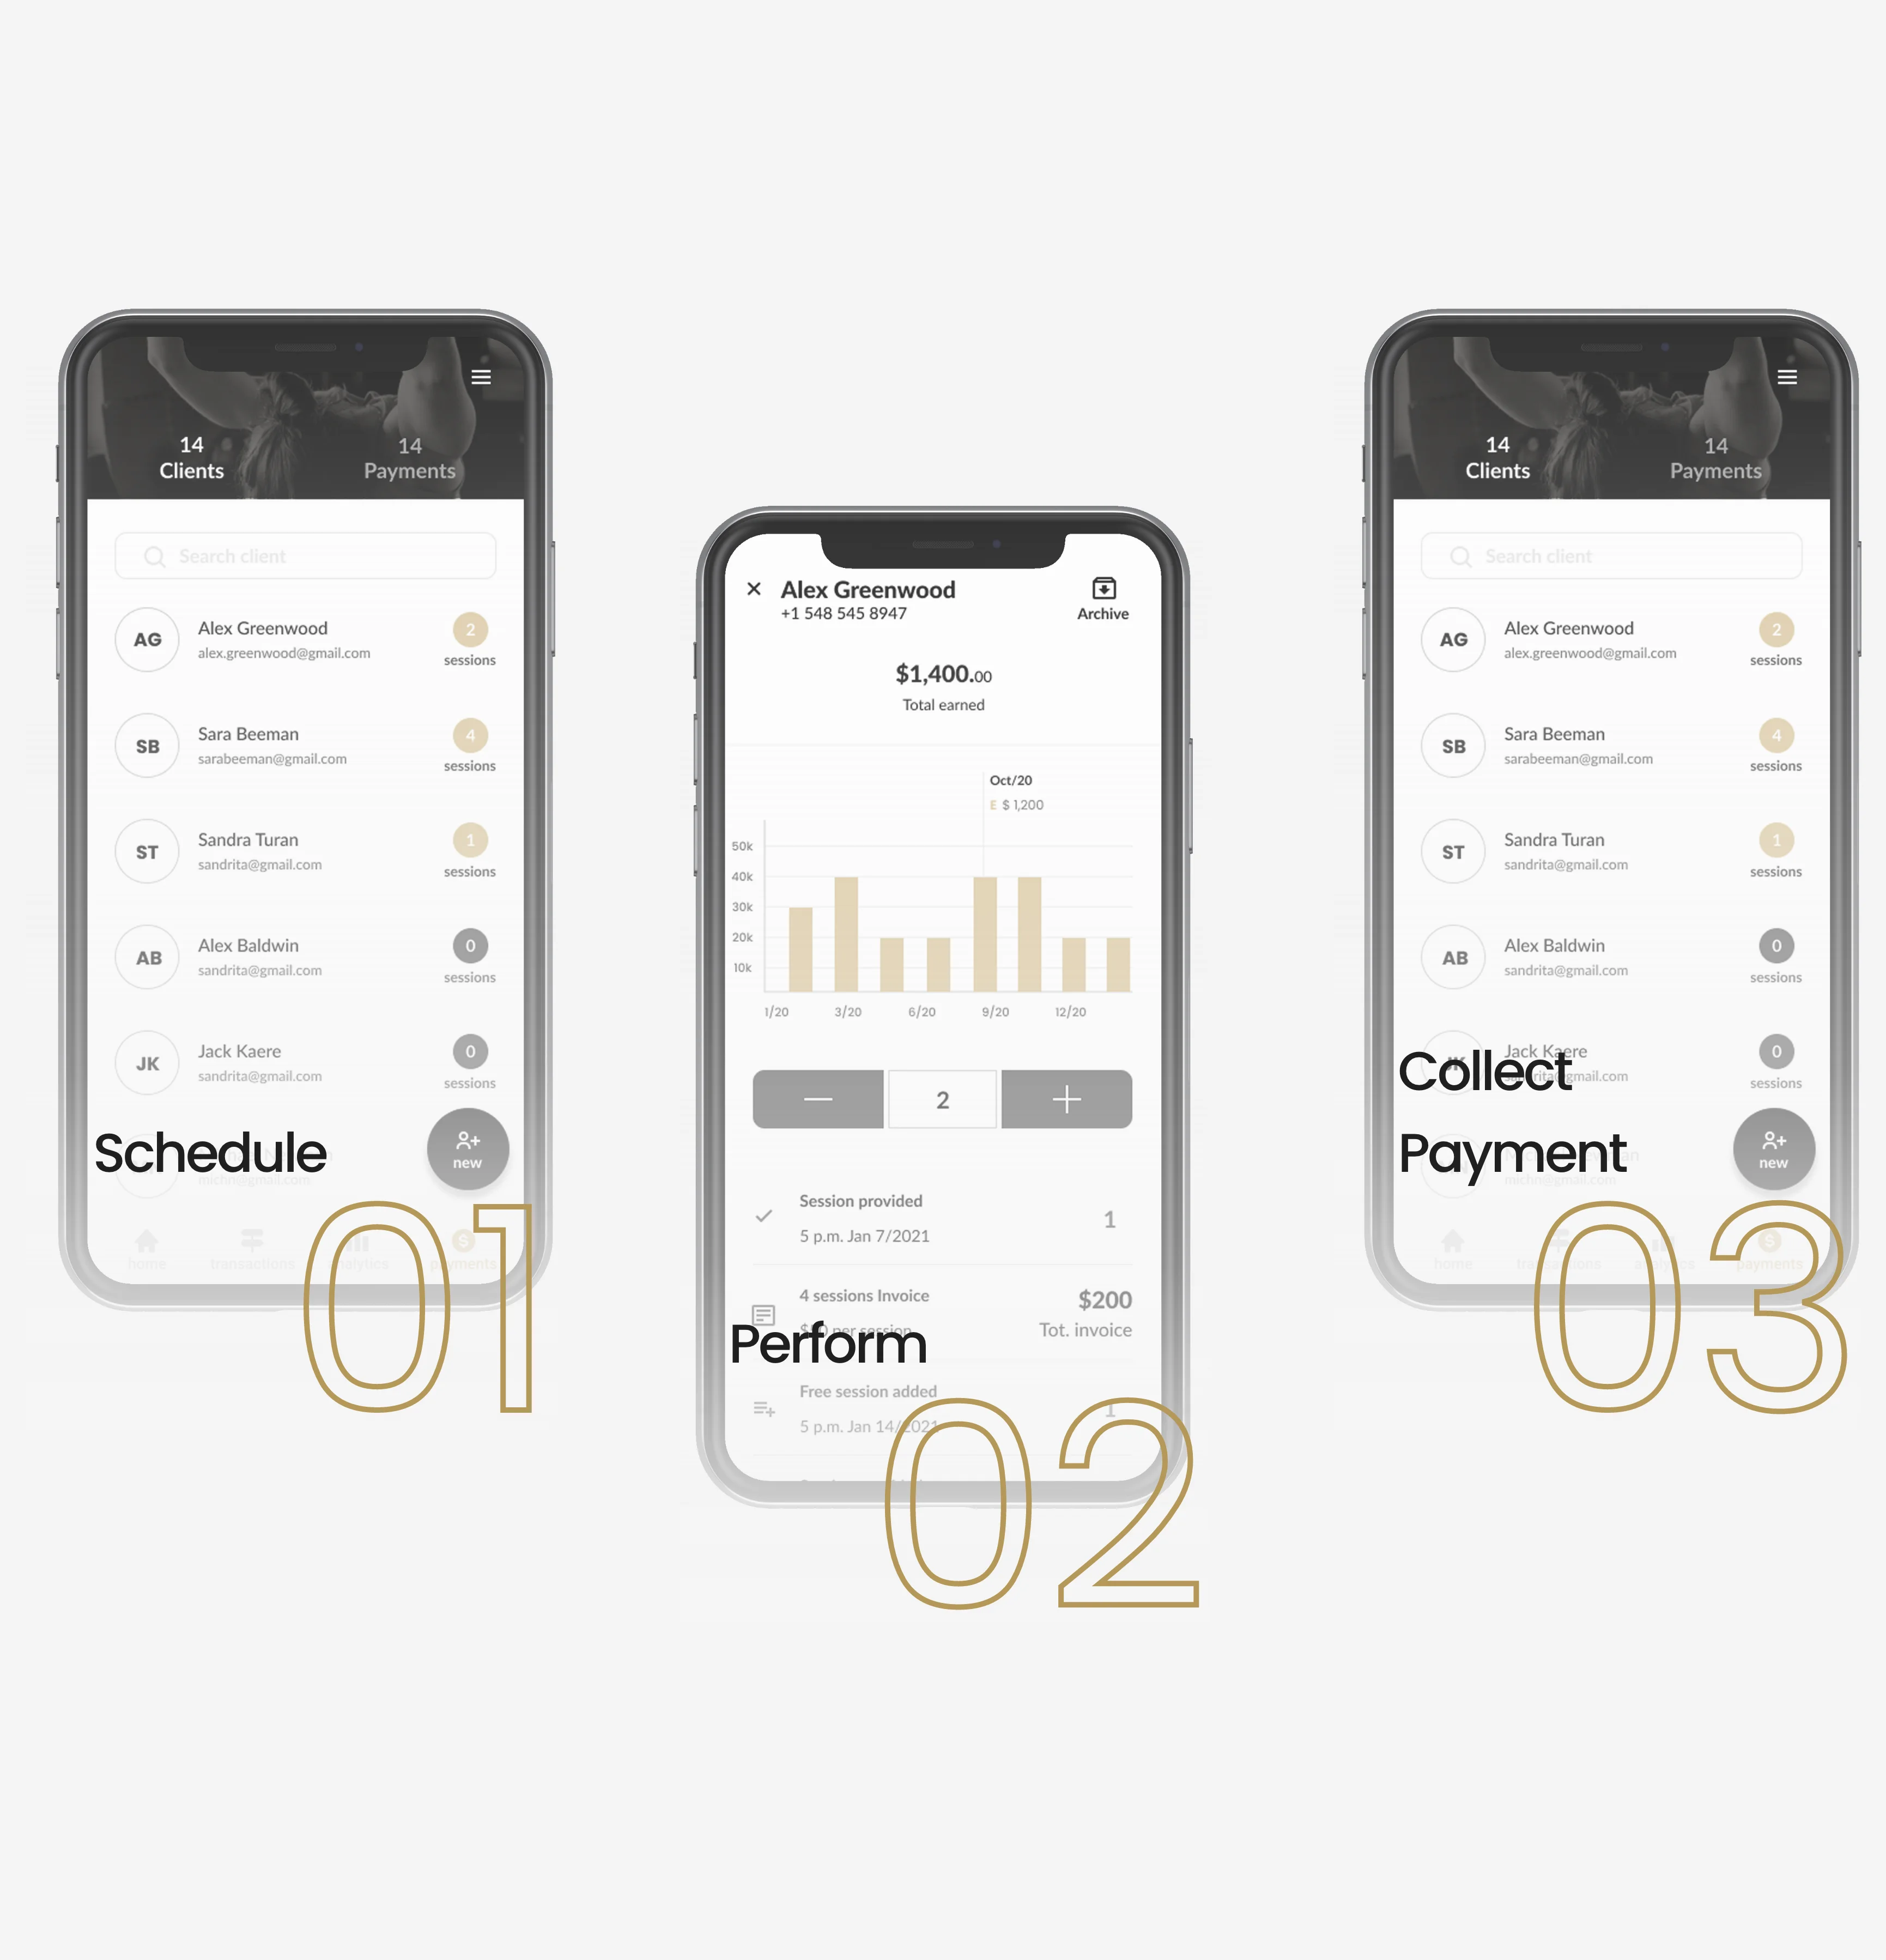 14
Clients
14
Payments
Search client
AG
Alex Greenwood
alex.greenwood@gmail.com
2
sessions
SB
Sara Beeman
sarabeeman@gmail.com
4
sessions
ST
Sandra Turan
sandrita@gmail.com
1
sessions
AB
Alex Baldwin
sandrita@gmail.com
0
sessions
JK
Jack Kaere
sandrita@gmail.com
0
sessions
Schedule
new
home
transactions
analytics
payments
01
Alex Greenwood
+1 548 545 8947
Archive
$1,400.00
Total earned
Oct/20
E $ 1,200
50k
40k
30k
20k
10k
1/20
3/20
6/20
9/20
12/20
2
Session provided
5 p.m. Jan 7/2021
1
4 sessions Invoice
per session
$200
Tot. invoice
Perform
Free session added
5 p.m. Jan 14/2021
1
02
14
Clients
14
Payments
Search client
AG
Alex Greenwood
alex.greenwood@gmail.com
2
sessions
SB
Sara Beeman
sarabeeman@gmail.com
4
sessions
ST
Sandra Turan
sandrita@gmail.com
1
sessions
AB
Alex Baldwin
sandrita@gmail.com
0
sessions
JK
Jack Kaere
sandrita@gmail.com
0
sessions
Collect
Payment
new
home
transactions
analytics
payments
03